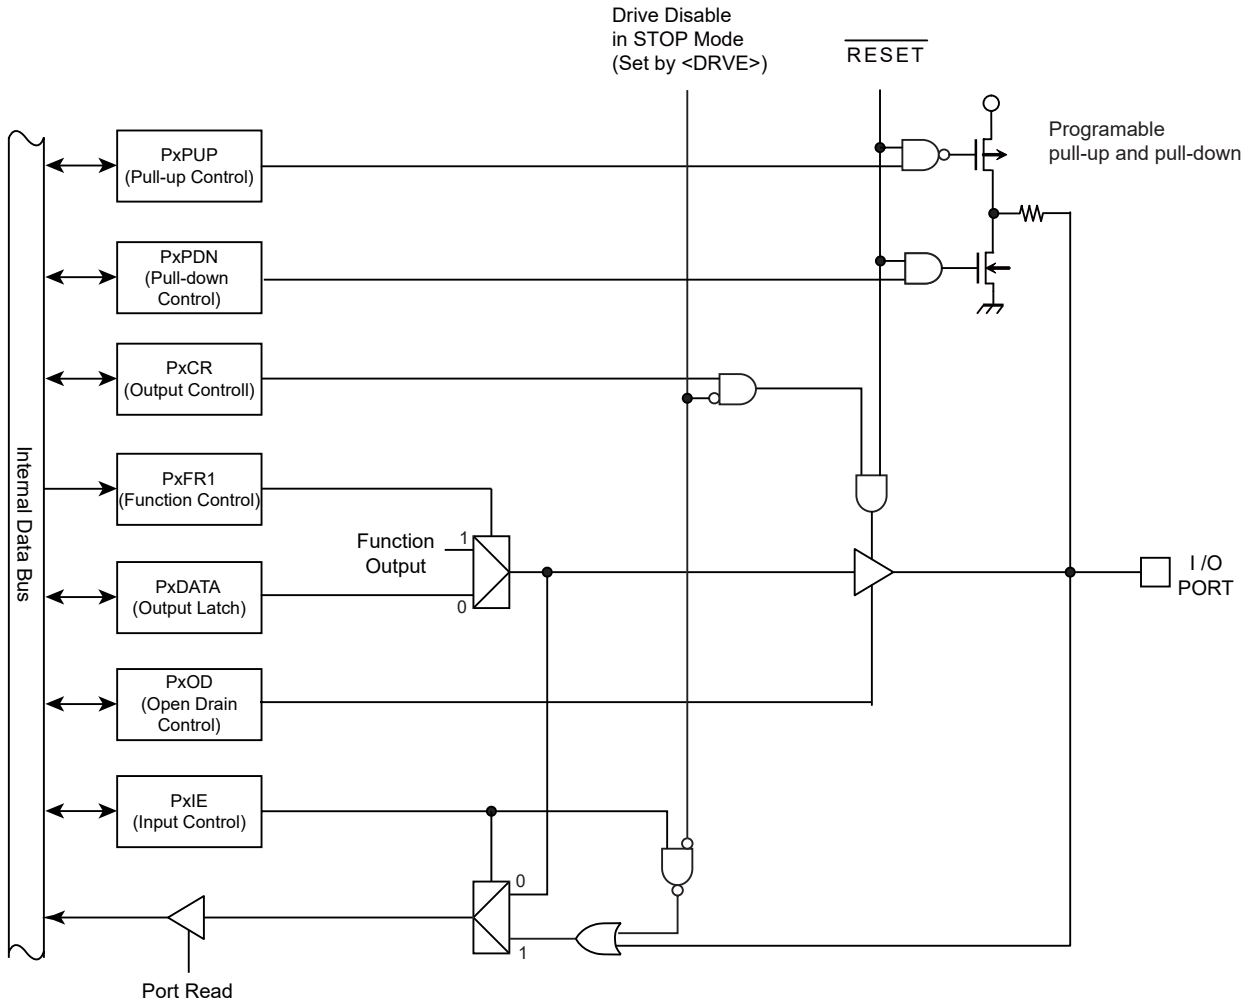 Drive Disable
in STOP Mode
(Set by <DRVE>)
RESET
Programable
pull-up and pull-down
PxPUP
(Pull-up Control)
PxPDN
(Pull-down
Control)
PxCR
(Output Controll)
Internal Data Bus
PxFR1
(Function Control)
Function
Output
1
0
PxDATA
(Output Latch)
I /O
PORT
PxOD
(Open Drain
Control)
PxIE
(Input Control)
0
1
Port Read